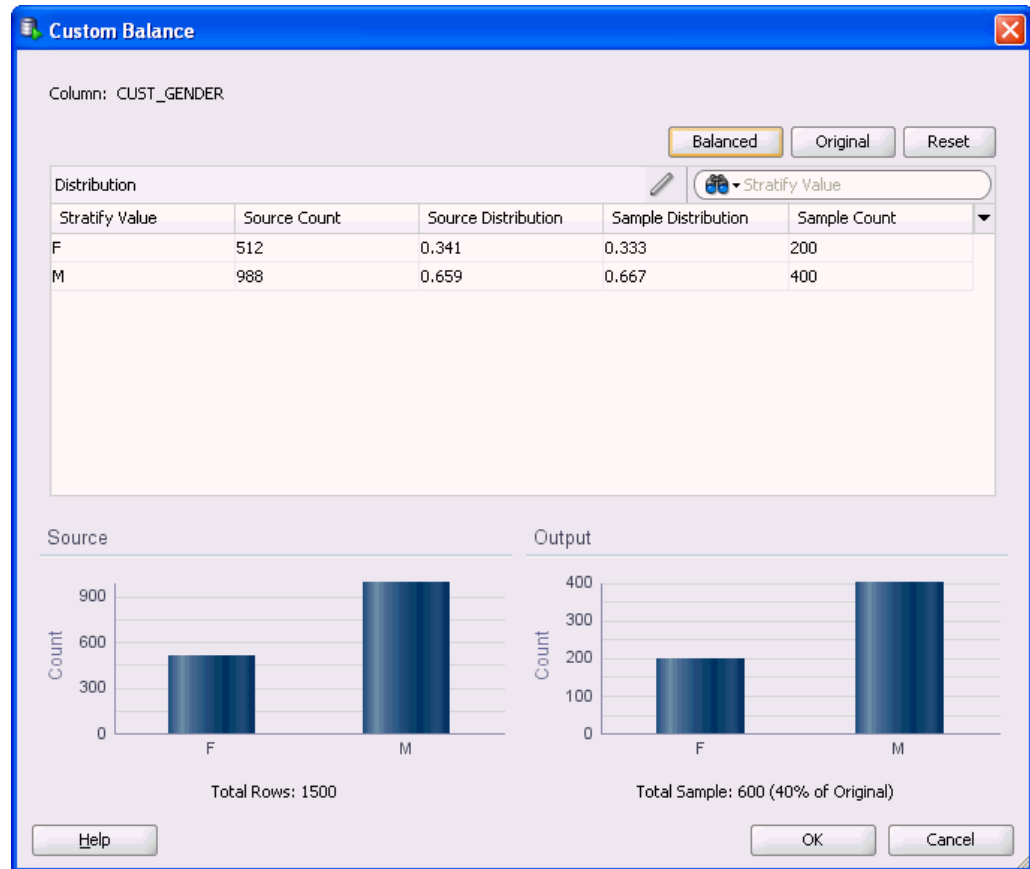 Custom Balance
Column: CUST_GENDER
Balanced Original Reset
Distribution Stratify Value
Stratify Value Source Count Source Distribution Sample Distribution Sample Count
F 512 0.341 0.333 200
M 988 0.659 0.667 400
Source
Count
900
600
300
0
F M
Total Rows: 1500
Output
Count
400
300
200
100
0
F M
Total Sample: 600 (40% of Original)
Help OK Cancel